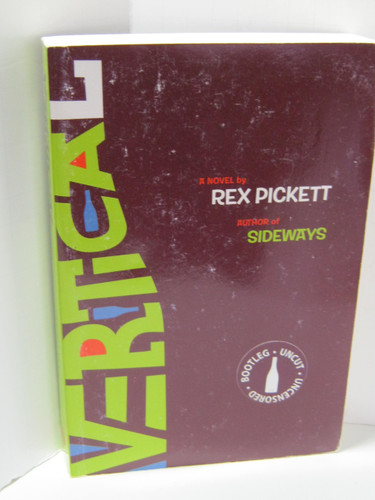 VERTICAL
A NOVEL by
REX PICKETT
AUTHOR of
SIDEWAYS
BOOTLEG • UNCUT • UNCENSORED •